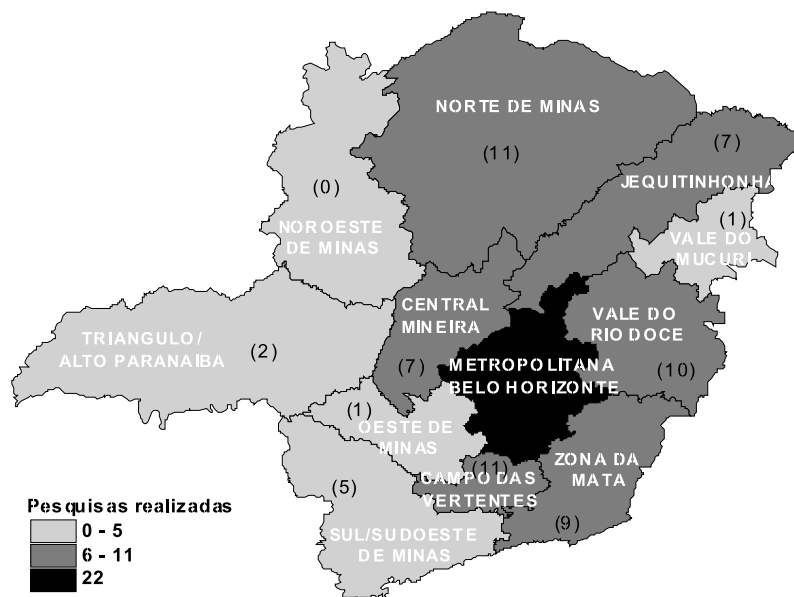 NORTE DE MINAS
(11)
(7)
JEQUITINHONHA
(0)
NOROESTE
DE MINAS
(1)
VALE DO
MUCURI
CENTRAL
MINEIRA
(7)
VALE DO
RIO DOCE
(10)
TRIANGULO/
ALTO PARANAIBA
(2)
METROPOLITANA
BELO HORIZONTE
(1)
OESTE DE
MINAS
(11)
CAMPO DAS
VERTENTES
ZONA DA
MATA
(9)
(5)
SUL/SUDOESTE
DE MINAS
Pesquisas realizadas
0 - 5
6 - 11
22